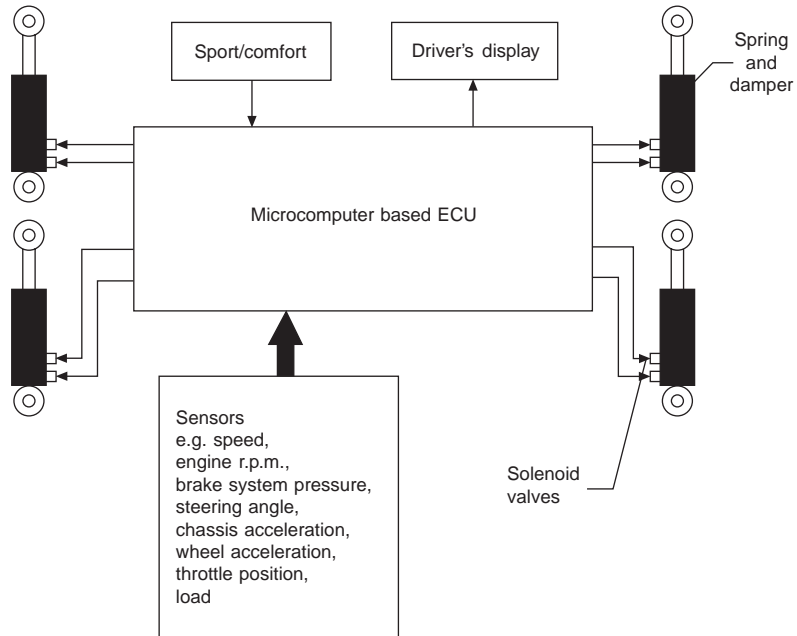 Sport/comfort
Driver's display
Spring
and
damper
Microcomputer based ECU
Sensors
e.g. speed,
engine r.p.m.,
brake system pressure,
steering angle,
chassis acceleration,
wheel acceleration,
throttle position,
load
Solenoid
valves